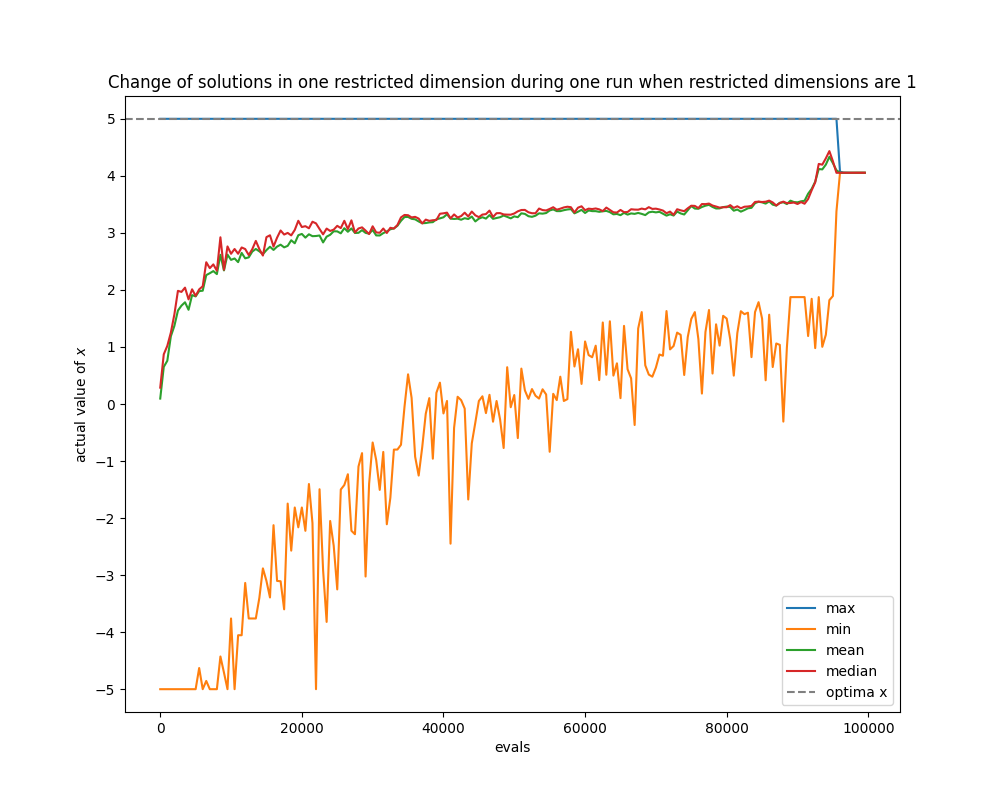 Change of solutions in one restricted dimension during one run when restricted dimensions are 1
5
4
3
2
1
0
−1
−2
−3
−4
−5
actual value of x
0
20000
40000
60000
80000
100000
evals
max
min
mean
median
optima x